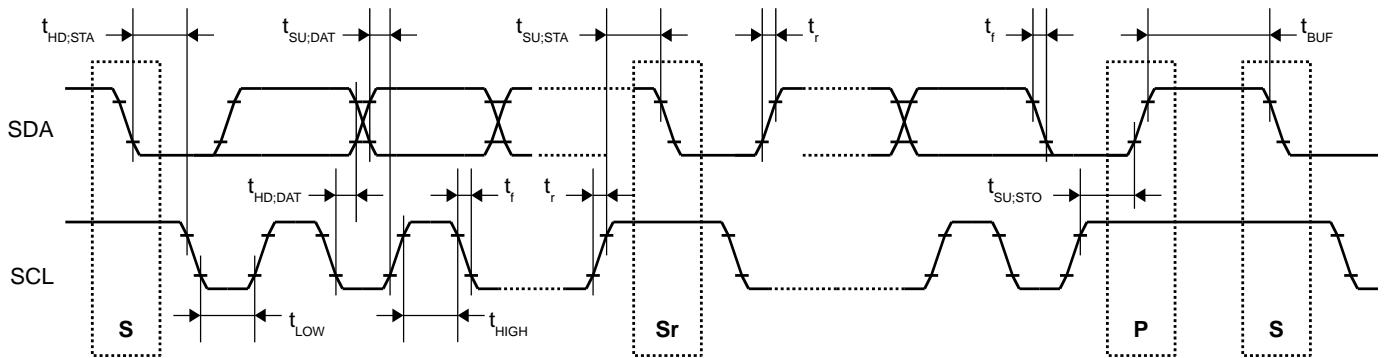 tHD;STA tSU;DAT tSU;STA tr tf tBUF
SDA
tHD;DAT tf tr tSU;STO
SCL
tLOW tHIGH
S Sr P S